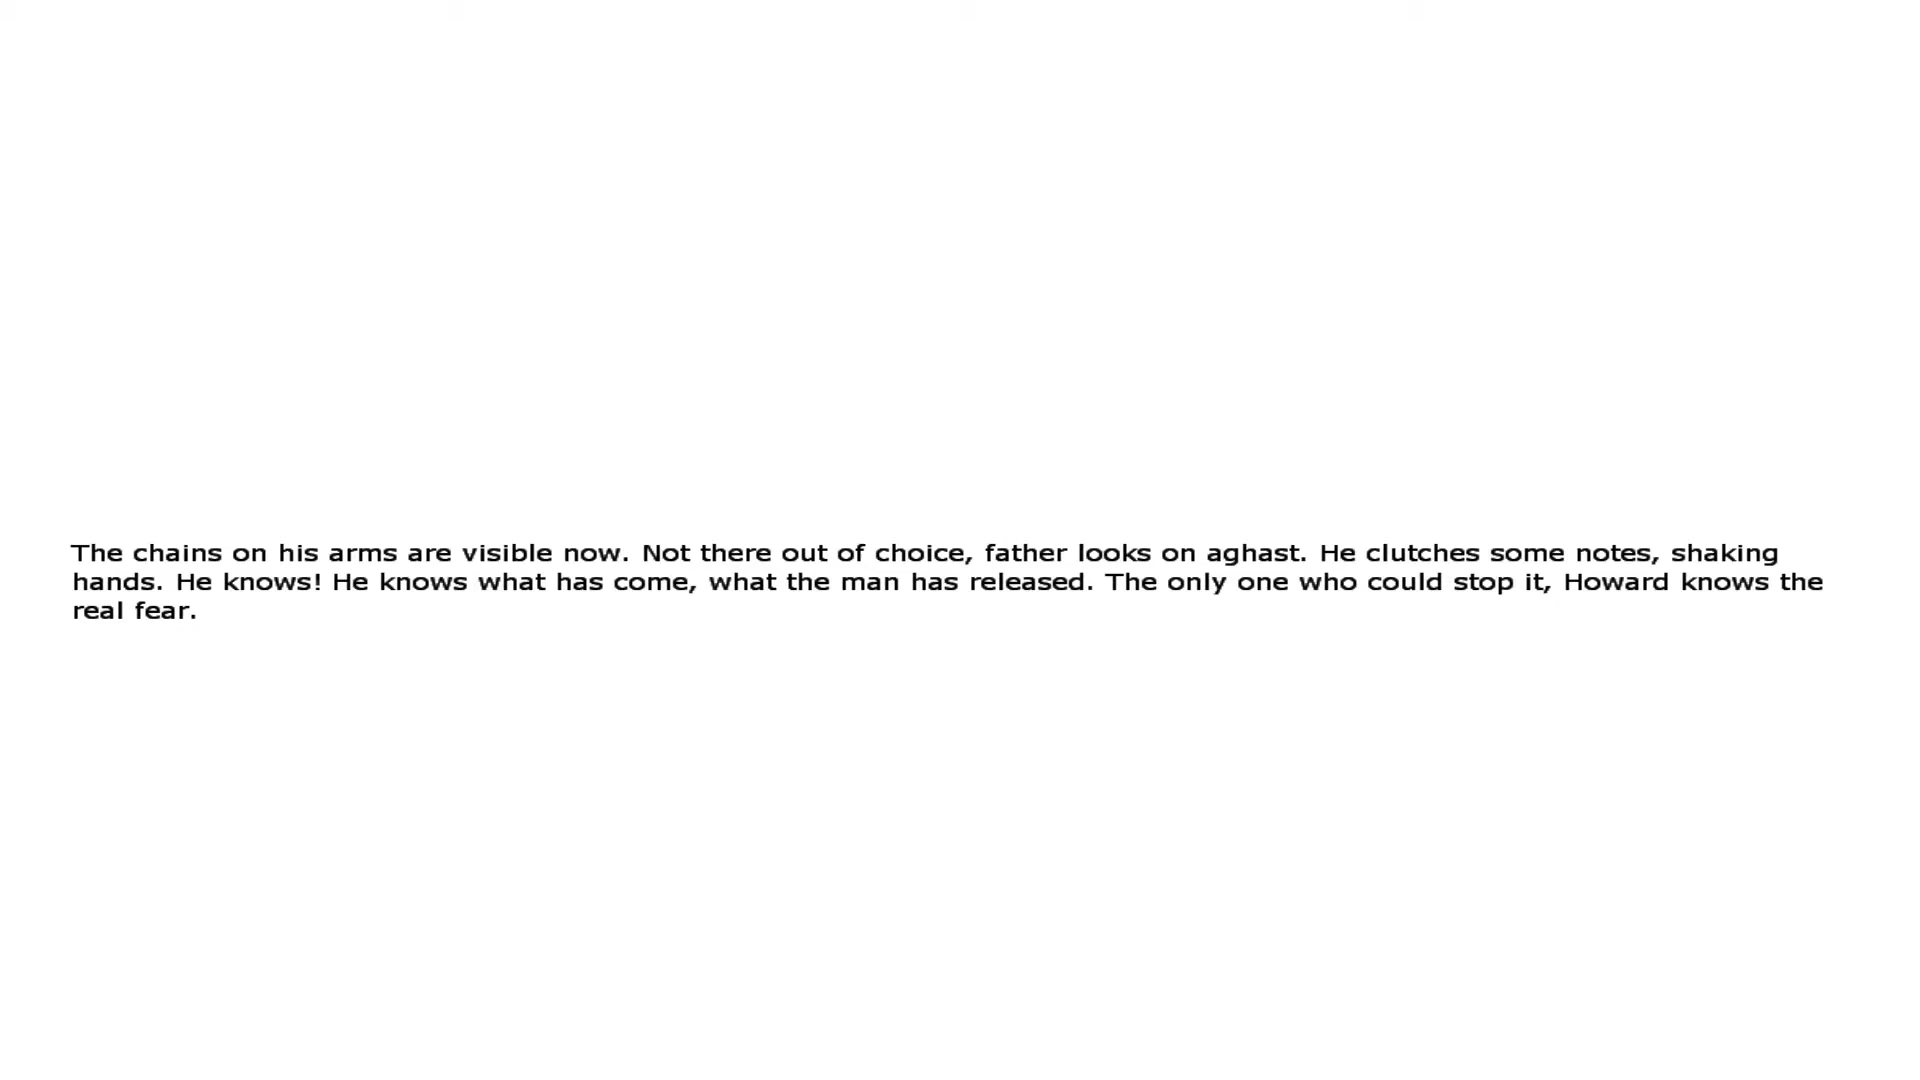 The chains on his arms are visible now. Not there out of choice, father looks on aghast. He clutches some notes, shaking
hands. He knows! He knows what has come, what the man has released. The only one who could stop it, Howard knows the
real fear.